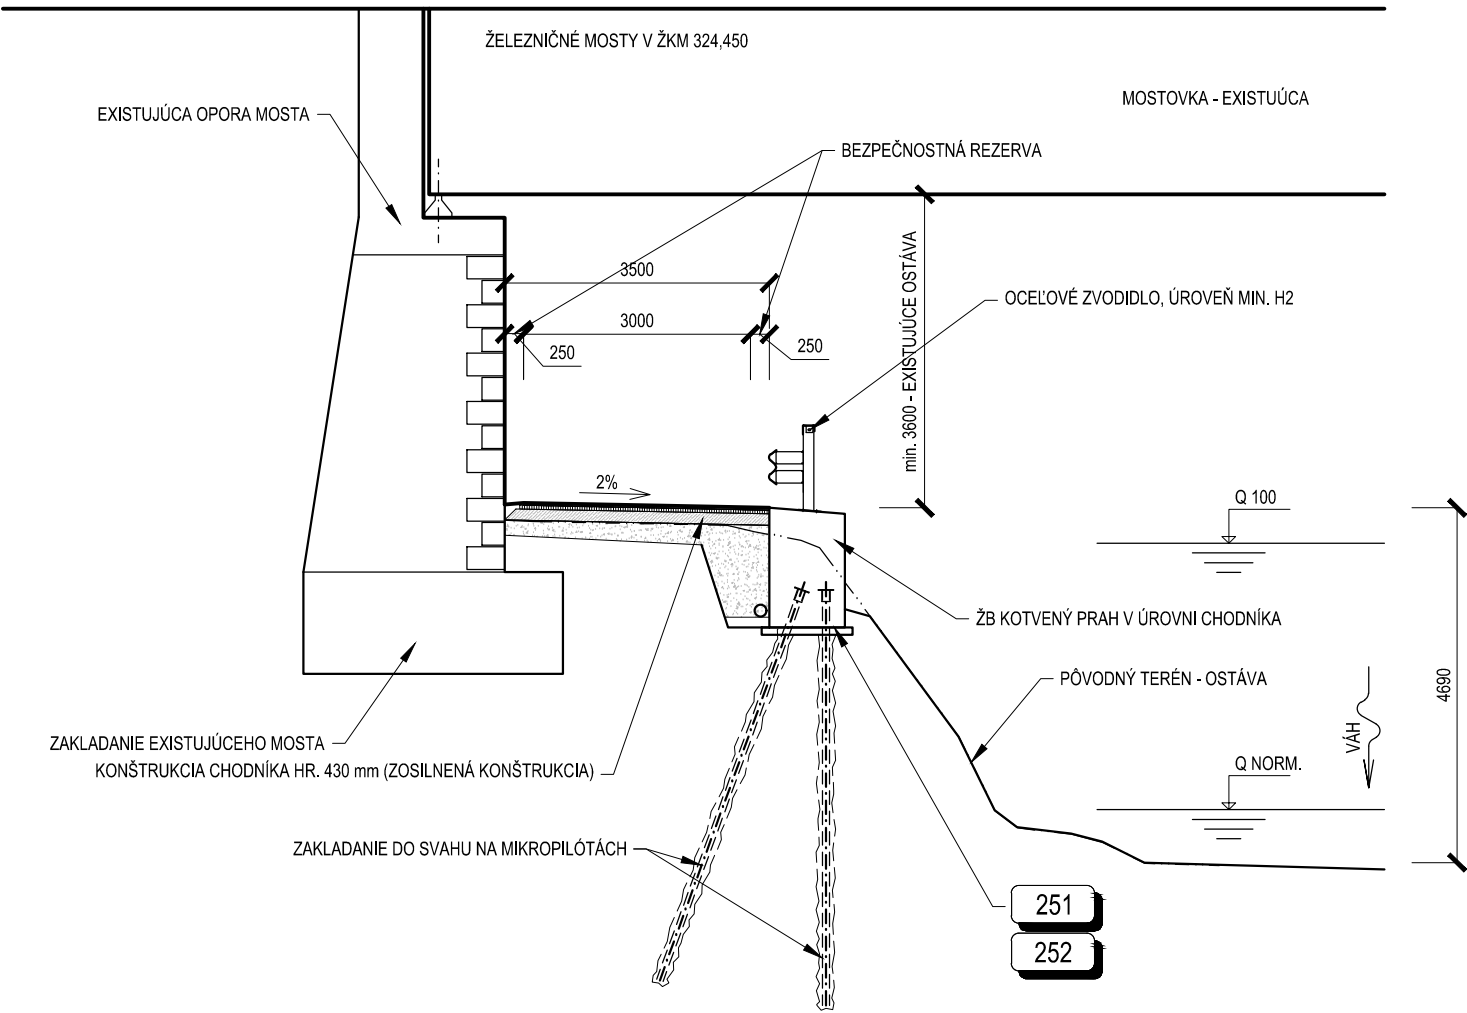 ŽELEZNIČNÉ MOSTY V ŽKM 324,450
MOSTOVKA - EXISTUÚCA
EXISTUJÚCA OPORA MOSTA
BEZPEČNOSTNÁ REZERVA
3500
3000
250
250
min. 3600 - EXISTUJÚCE OSTÁVA
OCEĽOVÉ ZVODIDLO, ÚROVEŇ MIN. H2
2%
Q 100
ŽB KOTVENÝ PRAH V ÚROVNI CHODNÍKA
PÔVODNÝ TERÉN - OSTÁVA
4690
VÁH
ZAKLADANIE EXISTUJÚCEHO MOSTA
KONŠTRUKCIA CHODNÍKA HR. 430 mm (ZOSILNENÁ KONŠTRUKCIA)
Q NORM.
ZAKLADANIE DO SVAHU NA MIKROPILÓTÁCH
251
252